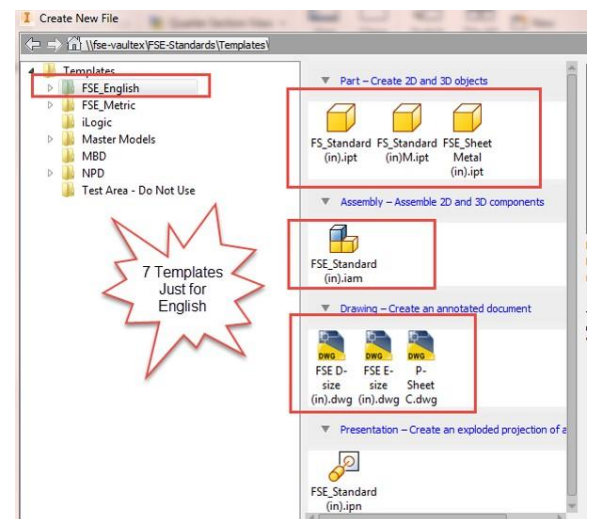 Create New File
\\fse-vaultex\FSE-Standards\Templates\
Templates
FSE_English
FSE_Metric
iLogic
Master Models
MBD
NPD
Test Area - Do Not Use
7 Templates
Just for
English
Part – Create 2D and 3D objects
FS_Standard
(in).ipt
FS_Standard
(in)M.ipt
FSE_Sheet
Metal
(in).ipt
Assembly – Assemble 2D and 3D components
FSE_Standard
(in).iam
Drawing – Create an annotated document
DWG
FSE D-
size
(in).dwg
DWG
FSE E-
size
(in).dwg
DWG
P-
Sheet
C.dwg
Presentation – Create an exploded projection of a
FSE_Standard
(in).ipn